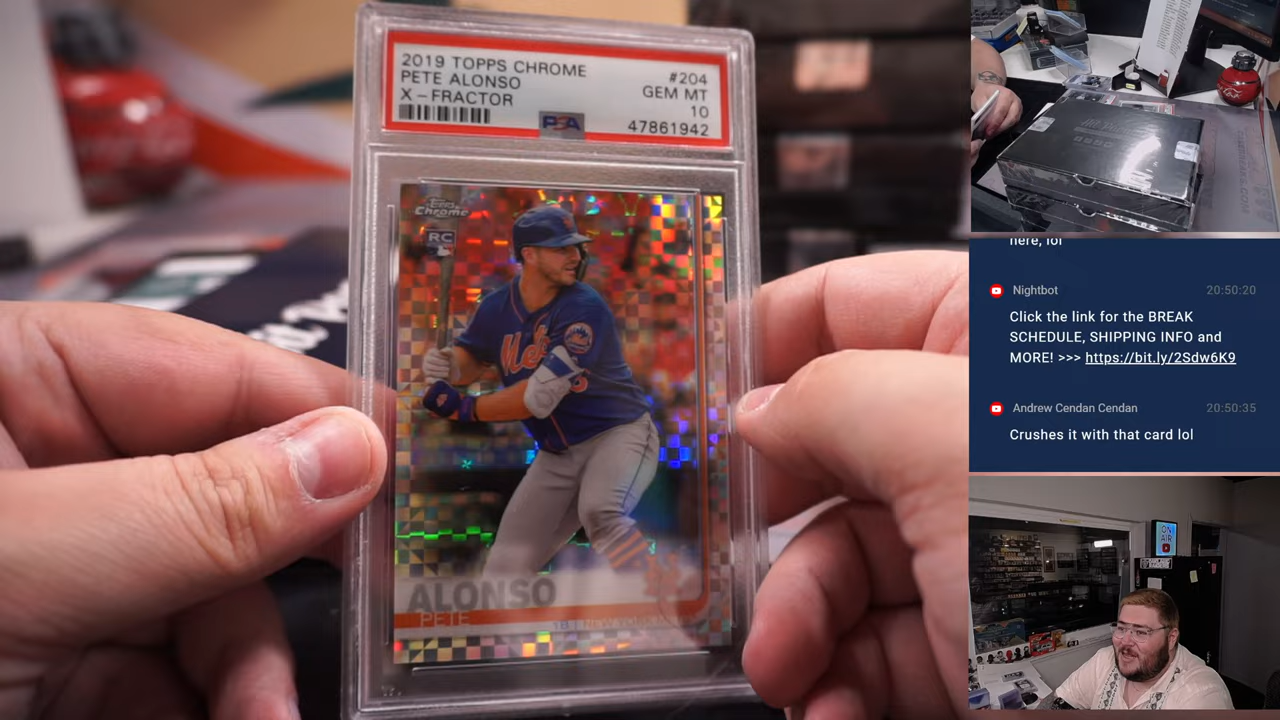 2019 TOPPS CHROME
PETE ALONSO
X-FRACTOR
#204
GEM MT
10
47861942
PSA
Topps
Chrome
RC
Mets
ALONSO
PETE
1B | NEW YORK METS
here, lol
Nightbot
20:50:20
Click the link for the BREAK
SCHEDULE, SHIPPING INFO and
MORE! >>> https://bit.ly/2Sdw6K9
Andrew Cendan Cendan
20:50:35
Crushes it with that card lol
ON
AIR